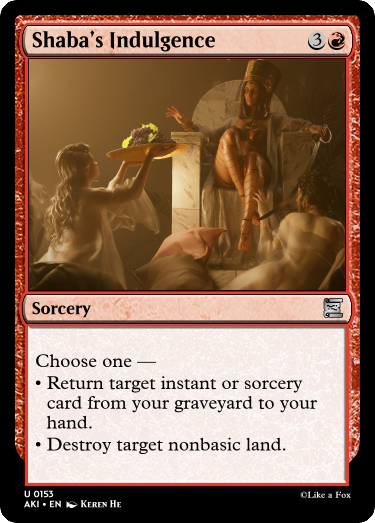 Shaba's Indulgence 3
Sorcery
Choose one —
• Return target instant or sorcery
card from your graveyard to your
hand.
• Destroy target nonbasic land.
U 0153
AKI • EN KEREN HE
©Like a Fox